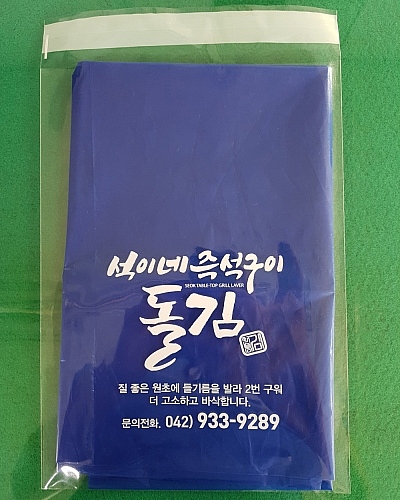 석이네 즉석구이
SEOK TABLE-TOP GRILL LAVER
돌김
질 좋은 원초에 들기름을 발라 2번 구워
더 고소하고 바삭합니다.
문의전화. 042) 933-9289